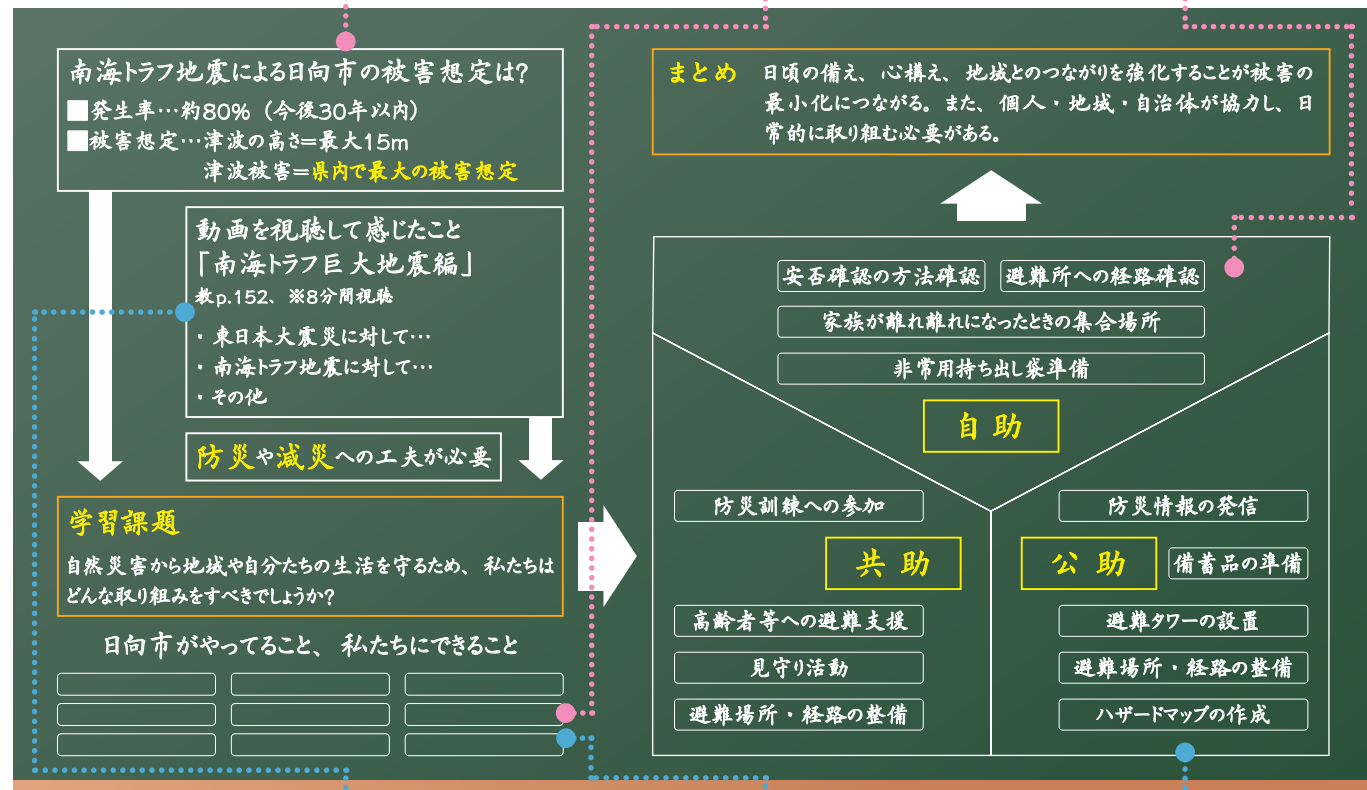 南海トラフ地震による日向市の被害想定は?
■発生率…約80%（今後30年以内）
■被害想定…津波の高さ=最大15m
津波被害=県内で最大の被害想定
動画を視聴して感じたこと
「南海トラフ巨大地震編」
教p.152、※8分間視聴
・東日本大震災に対して…
・南海トラフ地震に対して…
・その他
防災や減災への工夫が必要
学習課題
自然災害から地域や自分たちの生活を守るため、私たちは
どんな取り組みをすべきでしょうか?
日向市がやってること、私たちにできること
まとめ 日頃の備え、心構え、地域とのつながりを強化することが被害の
最小化につながる。また、個人・地域・自治体が協力し、日
常的に取り組む必要がある。
安否確認の方法確認 避難所への経路確認
家族が離れ離れになったときの集合場所
非常用持ち出し袋準備
自助
防災訓練への参加
共助
高齢者等への避難支援
見守り活動
避難場所・経路の整備
防災情報の発信
公助 備蓄品の準備
避難タワーの設置
避難場所・経路の整備
ハザードマップの作成